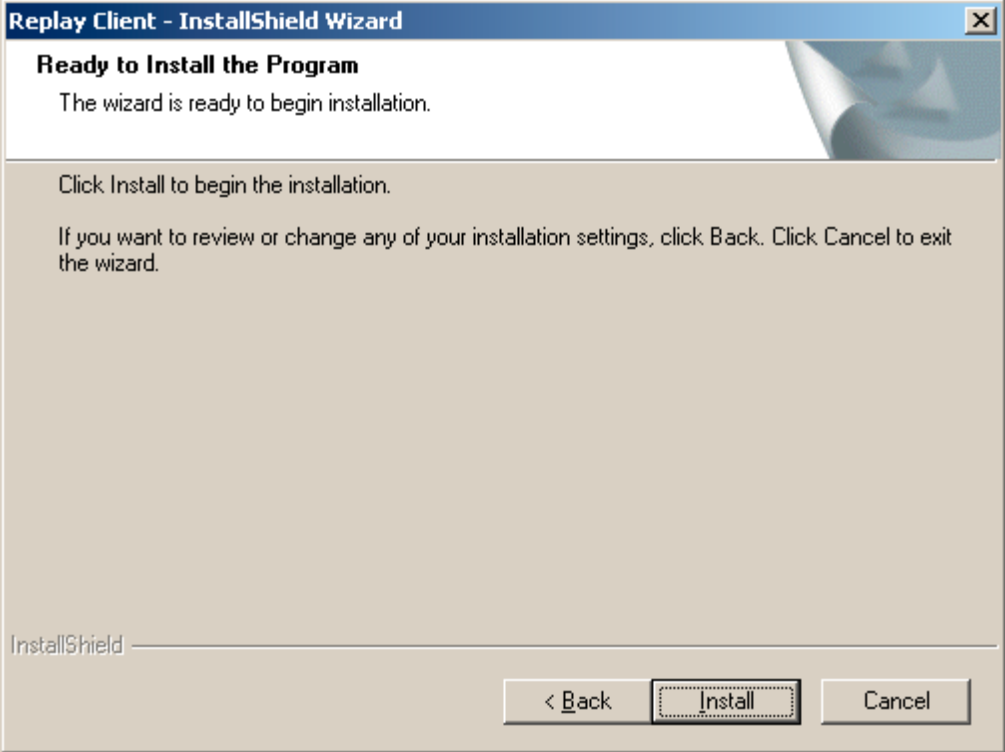 Replay Client - InstallShield Wizard
Ready to Install the Program
The wizard is ready to begin installation.
Click Install to begin the installation.
If you want to review or change any of your installation settings, click Back. Click Cancel to exit
the wizard.
InstallShield
< Back
Install
Cancel